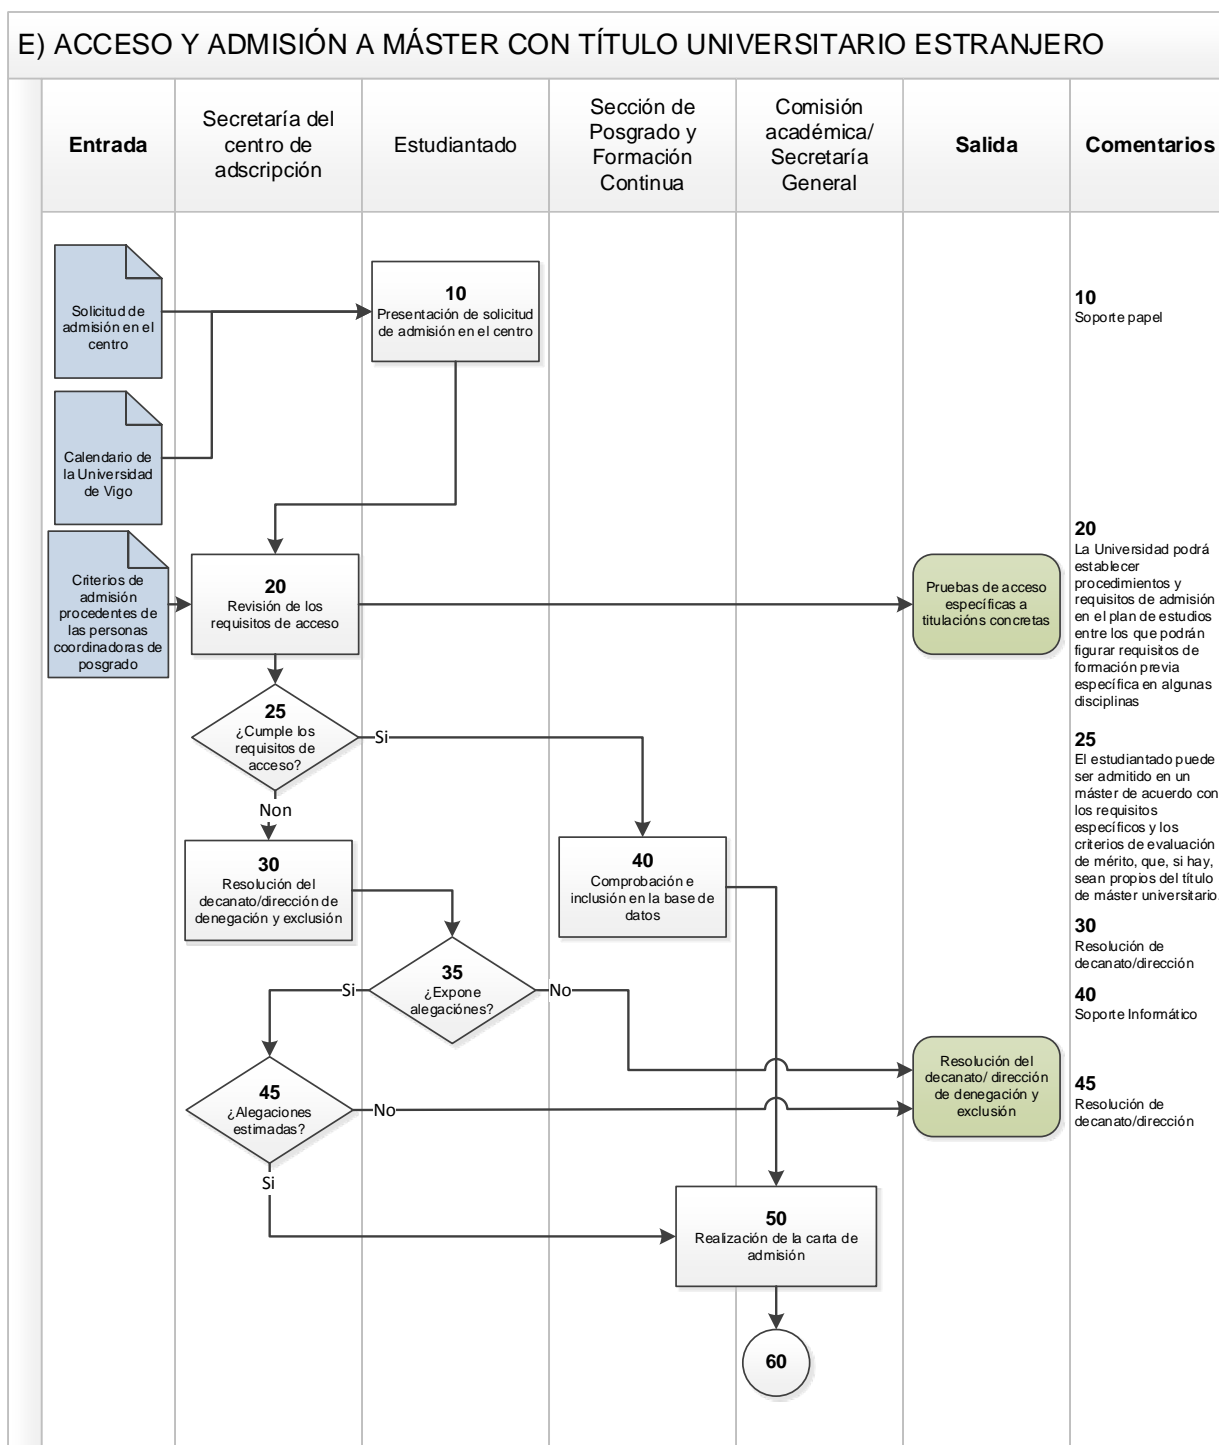 E) ACCESO Y ADMISIÓN A MÁSTER CON TÍTULO UNIVERSITARIO ESTRANJERO
Entrada
Secretaría del
centro de
adscripción
Estudiantado
Sección de
Posgrado y
Formación
Continua
Comisión
académica/
Secretaría
General
Salida
Comentarios
Solicitud de
admisión en el
centro
10
Presentación de solicitud
de admisión en el centro
10
Soporte papel
Calendario de
la Universidad
de Vigo
Criterios de
admisión
procedentes de
las personas
coordinadoras de
posgrado
20
Revisión de los
requisitos de acceso
Pruebas de acceso
específicas a
titulacións concretas
20
La Universidad podrá
establecer
procedimientos y
requisitos de admisión
en el plan de estudios
entre los que podrán
figurar requisitos de
formación previa
específica en algunas
disciplinas
25
¿Cumple los
requisitos de
acceso?
Si
Non
25
El estudiantado puede
ser admitido en un
máster de acuerdo con
los requisitos
específicos y los
criterios de evaluación
de mérito, que, si hay,
sean propios del título
de máster universitario.
30
Resolución del
decanato/dirección de
denegación y exclusión
40
Comprobación e
inclusión en la base de
datos
30
Resolución de
decanato/dirección
35
¿Expone
alegaciónes?
Si
No
40
Soporte Informático
45
¿Alegaciones
estimadas?
No
Si
Resolución del
decanato/ dirección
de denegación y
exclusión
45
Resolución de
decanato/dirección
50
Realización de la carta de
admisión
60